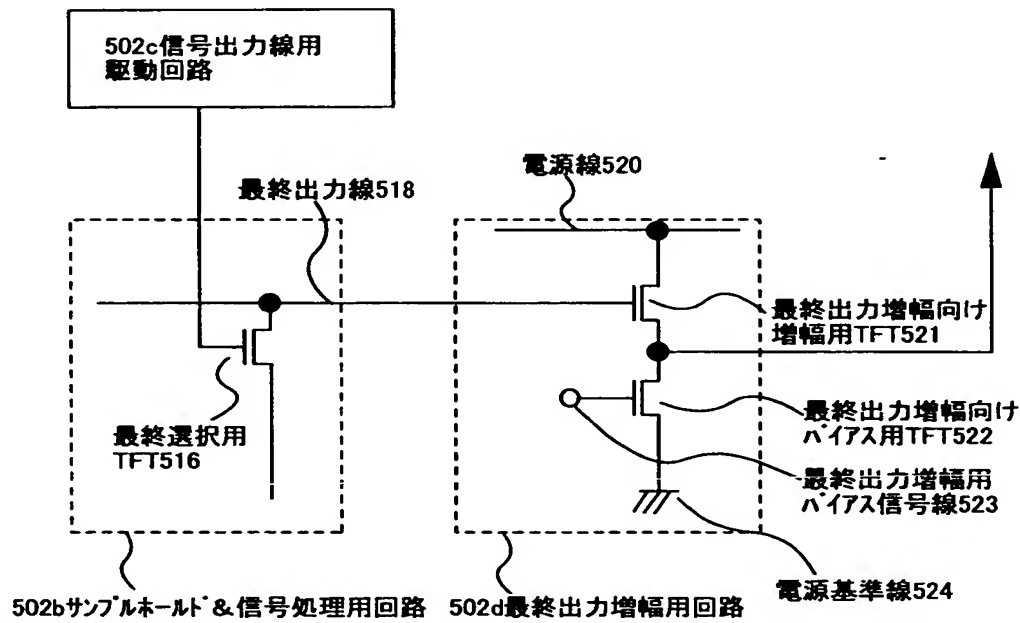 502c信号出力線用
駆動回路
電源線520
最終出力線518
最終出力増幅向け
増幅用TFT521
最終選択用
TFT516
最終出力増幅向け
バイアス用TFT522
最終出力増幅用
バイアス信号線523
電源基準線524
502bサンプルホールド&信号処理用回路
502d最終出力増幅用回路